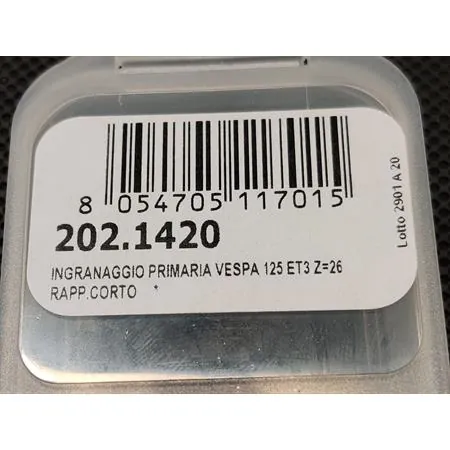 8 054705 117015
202.1420
INGRANAGGIO PRIMARIA VESPA 125 ET3 Z=26
RAPP.CORTO *
Lotto 2901 A 20